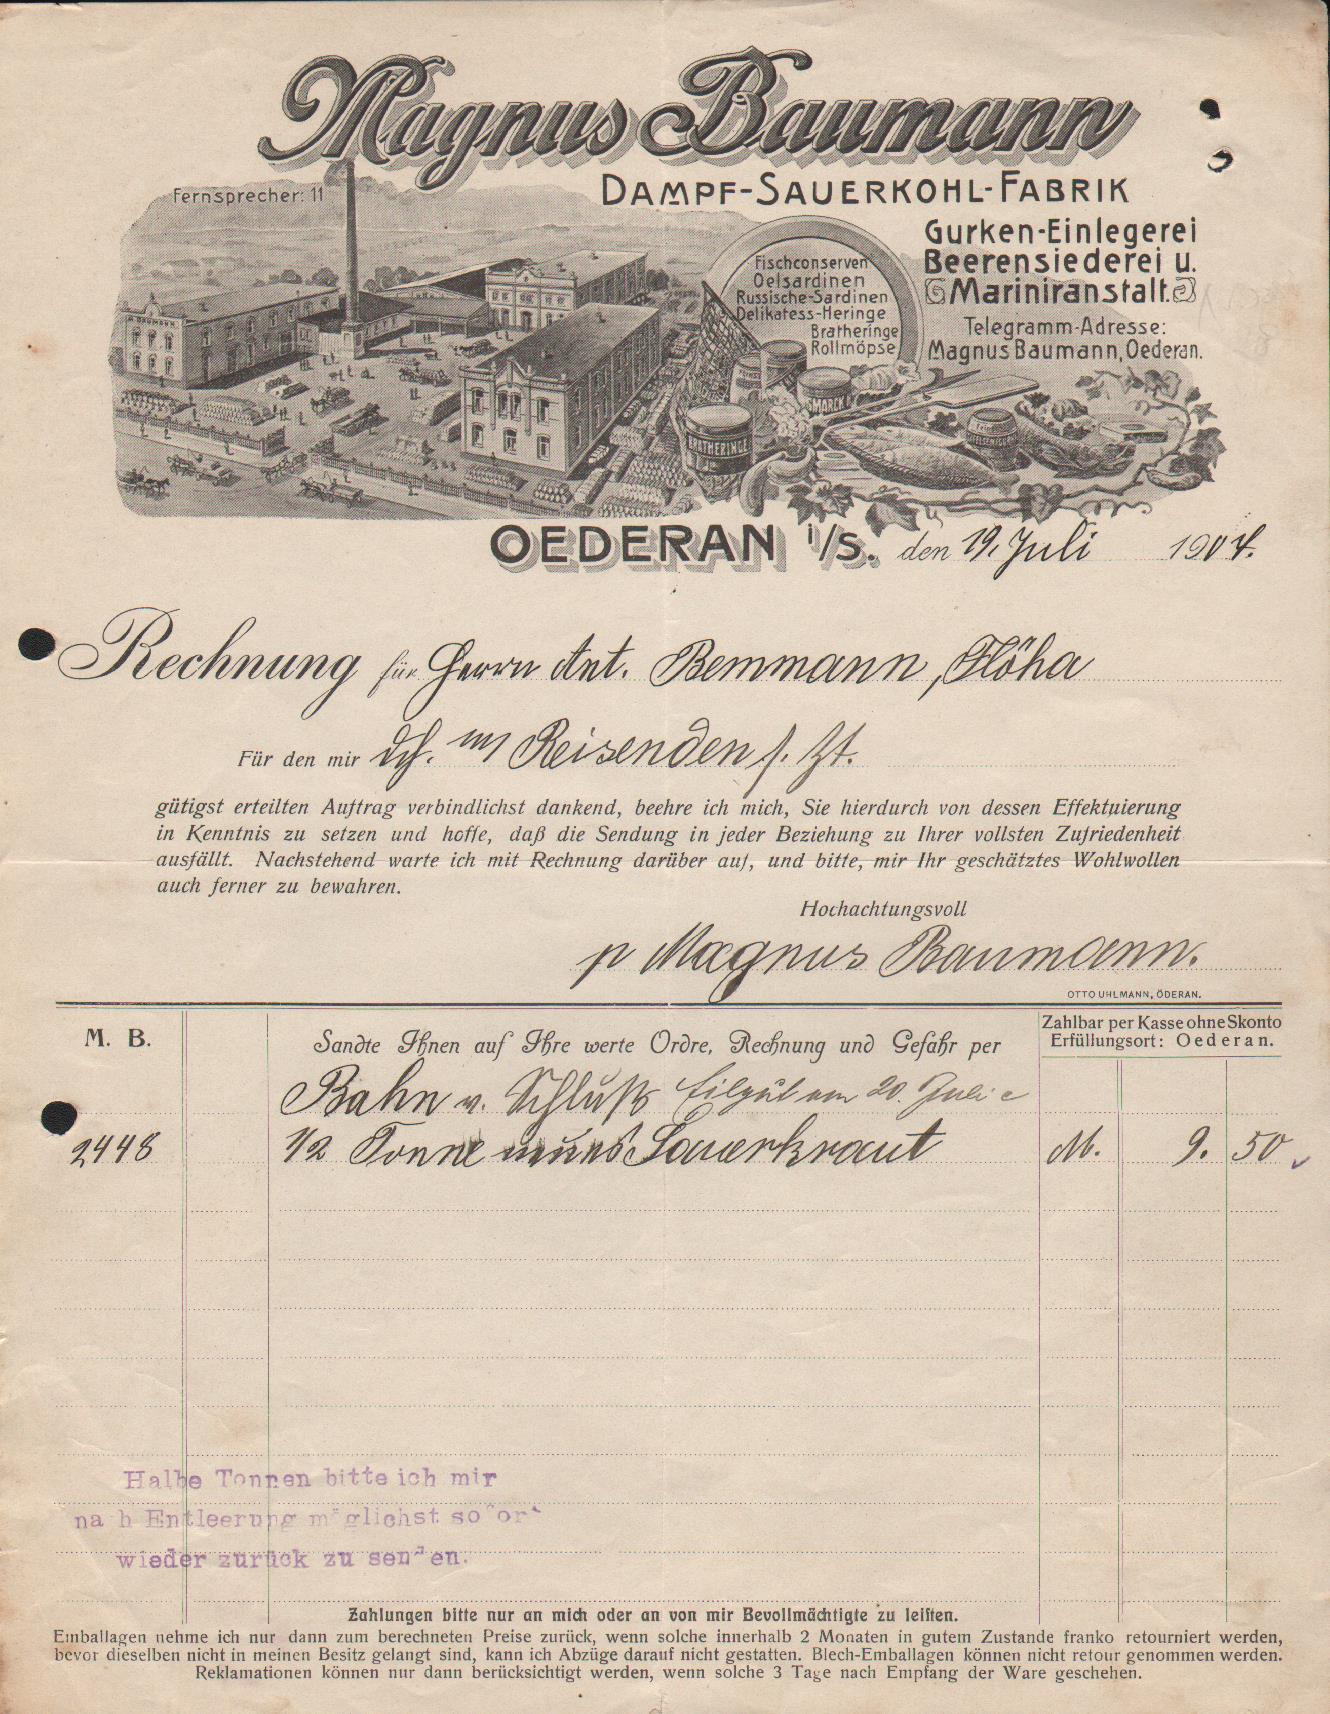 Magnus Baumann
Fernsprecher: 11
DAMPF-SAUERKOHL-FABRIK
Gurken-Einlegerei
Beerensiederei u.
Mariniranstalt.
Telegramm-Adresse:
Magnus Baumann, Oederan.
Fischconserven
Oelsardinen
Russische-Sardinen
Delikatess-Heringe
Bratheringe
Rollmöpse
M. BAUMANN
BRATHERINGE
OEDERAN i/S. den 19. Juli 1904.
Rechnung für Herrn Ant. Bemmann, Flöha
Für den mir dch. m Reisenden s. Zt.
gütigst erteilten Auftrag verbindlichst dankend, beehre ich mich, Sie hierdurch von dessen Effektuierung
in Kenntnis zu setzen und hoffe, daß die Sendung in jeder Beziehung zu Ihrer vollsten Zufriedenheit
ausfällt. Nachstehend warte ich mit Rechnung darüber auf, und bitte, mir Ihr geschätztes Wohlwollen
auch ferner zu bewahren.
Hochachtungsvoll
p Magnus Baumann.
OTTO UHLMANN, ÖDERAN.
M. B.
Sandte Ihnen auf Ihre werte Ordre, Rechnung und Gefahr per
Zahlbar per Kasse ohne Skonto
Erfüllungsort: Oederan.
Bahn v. Schluß Eilgut am 20. Juli c
2448 1/2 Tonne Sauerkraut M. 9. 50
Halbe Tonnen bitte ich mir
na h Entleerung möglichst sofort
wieder zurück zu senden.
Zahlungen bitte nur an mich oder an von mir Bevollmächtigte zu leisten.
Emballagen nehme ich nur dann zum berechneten Preise zurück, wenn solche innerhalb 2 Monaten in gutem Zustande franko retourniert werden,
bevor dieselben nicht in meinen Besitz gelangt sind, kann ich Abzüge darauf nicht gestatten. Blech-Emballagen können nicht retour genommen werden.
Reklamationen können nur dann berücksichtigt werden, wenn solche 3 Tage nach Empfang der Ware geschehen.